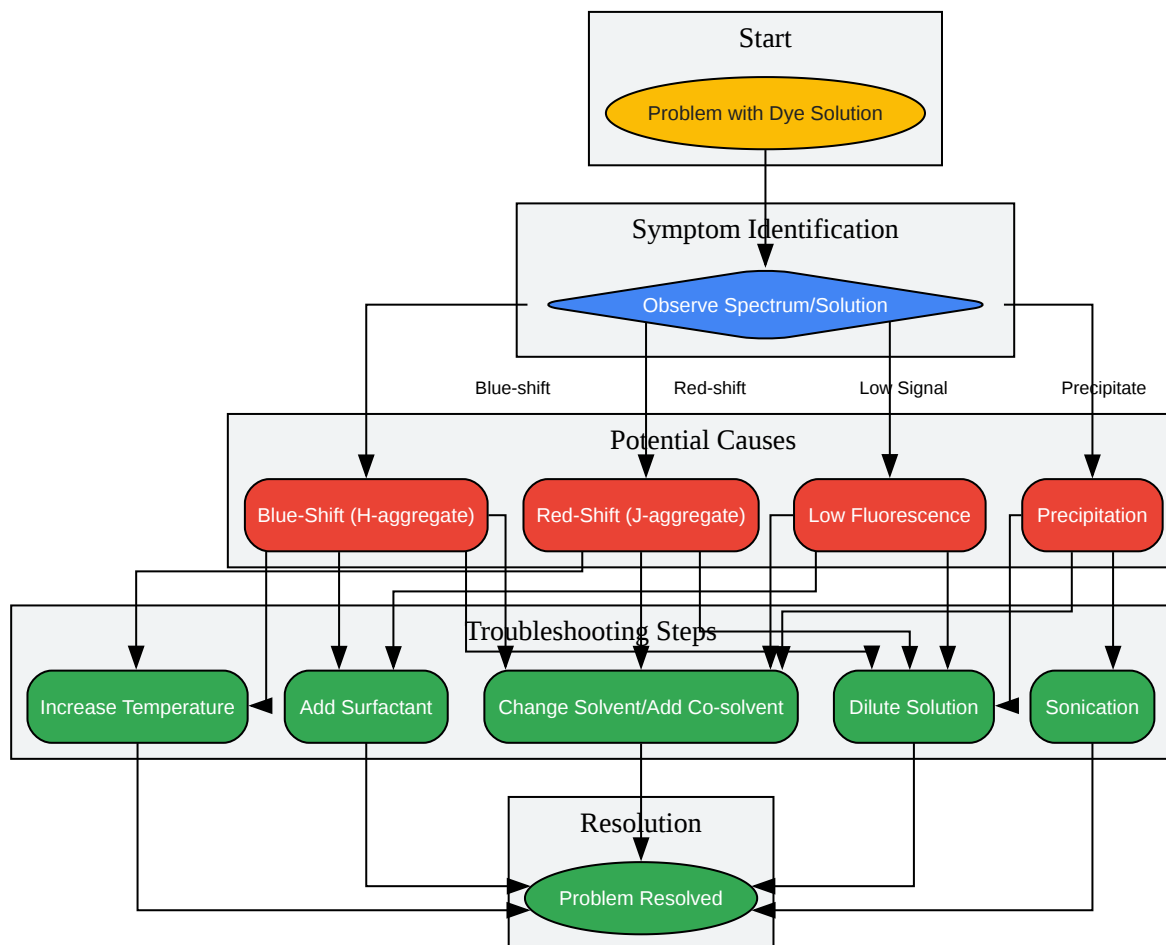 Start
Problem with Dye Solution
Symptom Identification
Observe Spectrum/Solution
Blue-shift
Red-shift
Low Signal
Precipitate
Potential Causes
Blue-Shift (H-aggregate)
Red-Shift (J-aggregate)
Low Fluorescence
Precipitation
Troubleshooting Steps
Increase Temperature
Add Surfactant
Change Solvent/Add Co-solvent
Dilute Solution
Sonication
Resolution
Problem Resolved